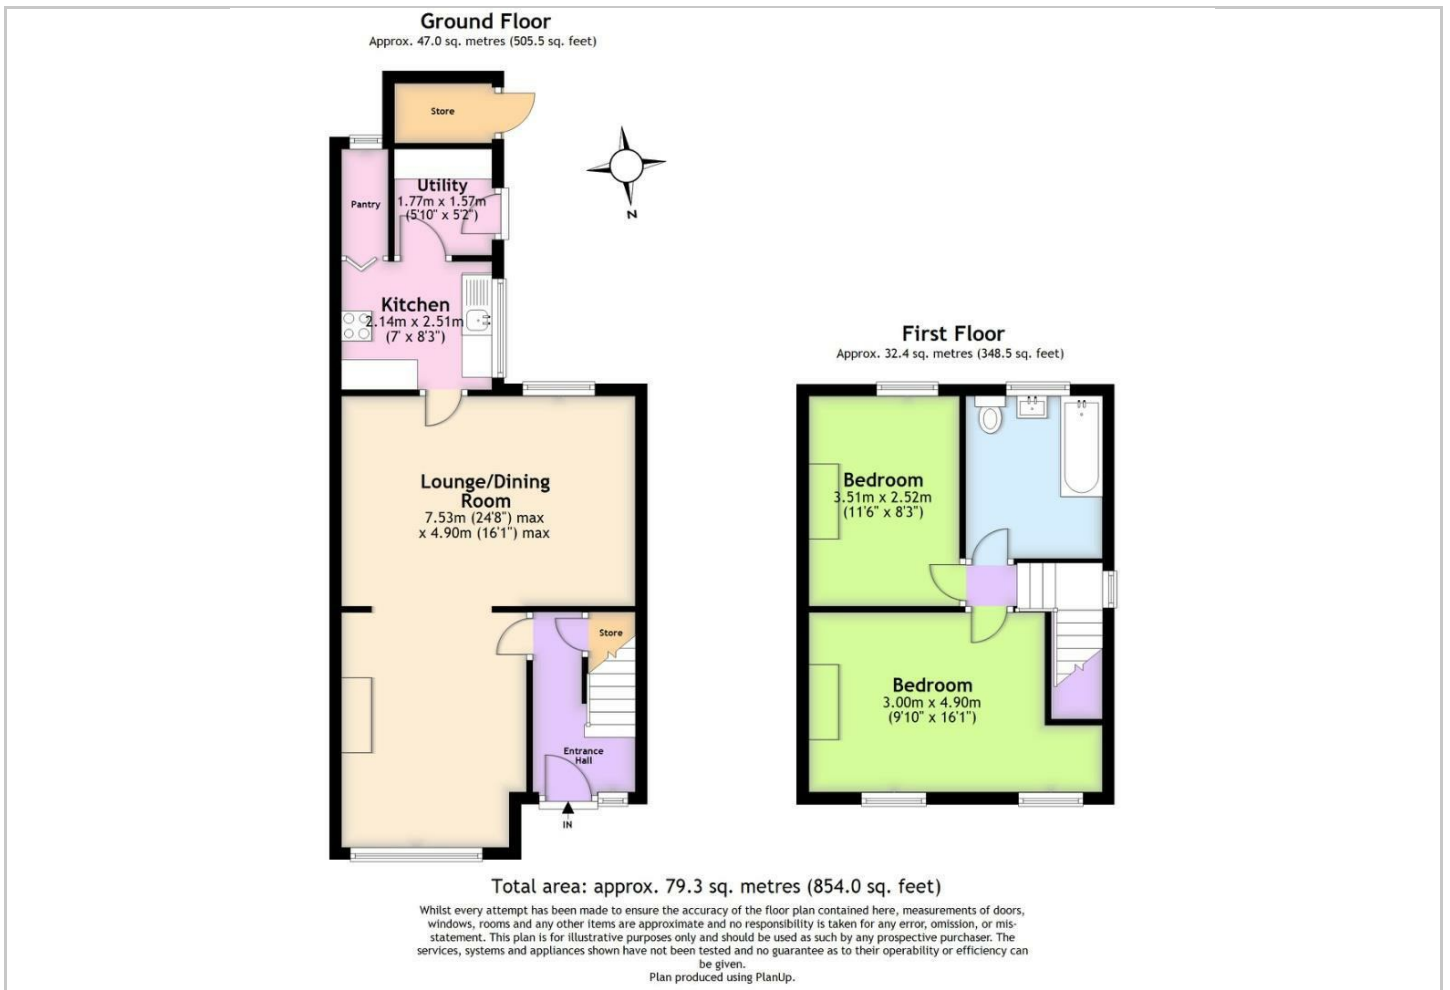 Ground Floor
Approx. 47.0 sq. metres (505.5 sq. feet)
Store
Utility
1.77m x 1.57m
(5'10" x 5'2")
Pantry
N
Kitchen
2.14m x 2.51m
(7' x 8'3")
Lounge/Dining
Room
7.53m (24'8") max
x 4.90m (16'1") max
Store
Entrance
Hall
IN
First Floor
Approx. 32.4 sq. metres (348.5 sq. feet)
Bedroom
3.51m x 2.52m
(11'6" x 8'3")
Bedroom
3.00m x 4.90m
(9'10" x 16'1")
Total area: approx. 79.3 sq. metres (854.0 sq. feet)
Whilst every attempt has been made to ensure the accuracy of the floor plan contained here, measurements of doors,
windows, rooms and any other items are approximate and no responsibility is taken for any error, omission, or mis-
statement. This plan is for illustrative purposes only and should be used as such by any prospective purchaser. The
services, systems and appliances shown have not been tested and no guarantee as to their operability or efficiency can
be given.
Plan produced using PlanUp.